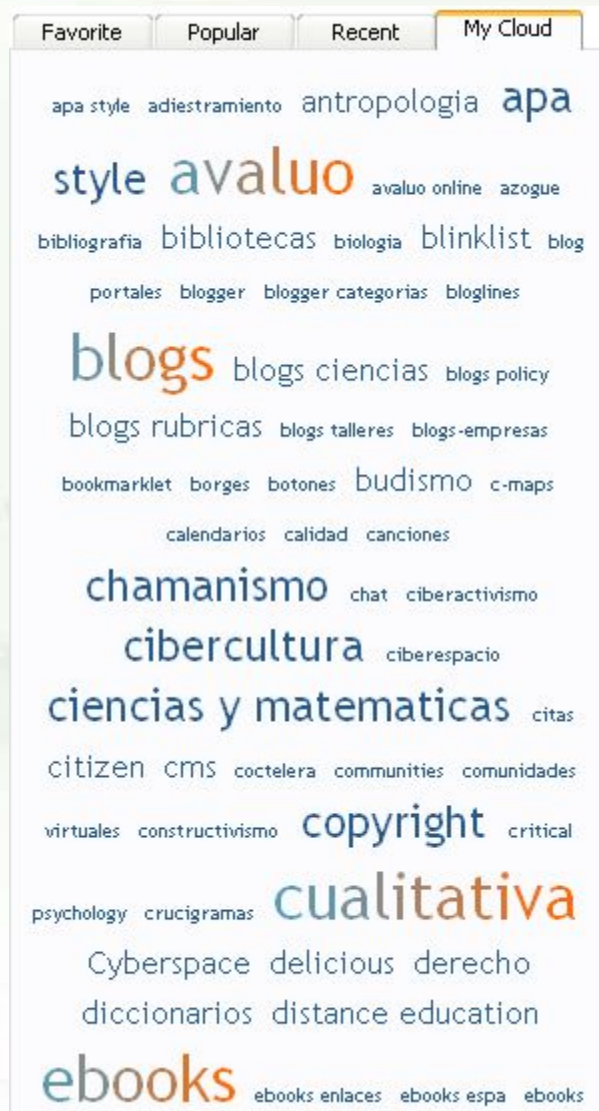 Favorite Popular Recent My Cloud
apa style adiestramiento antropologia apa
style avaluo avaluo online azogue
bibliografia bibliotecas biologia blinklist blog
portales blogger blogger categorias bloglines
blogs blogs ciencias blogs policy
blogs rubricas blogs talleres blogs-empresas
bookmarklet borges botones budismo c-maps
calendarios calidad canciones
chamanismo chat ciberactivismo
cibercultura ciberespacio
ciencias y matematicas citas
citizen cms coctelera communities comunidades
virtuales constructivismo copyright critical
psychology crucigramas cualitativa
Cyberspace delicious derecho
diccionarios distance education
ebooks ebooks enlaces ebooks espa ebooks